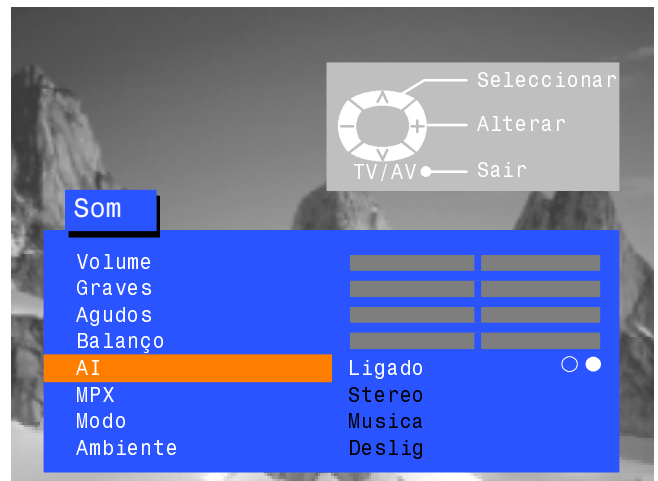 Seleccionar
Alterar
TV/AV Sair
Som
Volume
Graves
Agudos
Balanço
AI Ligado
MPX Stereo
Modo Musica
Ambiente Deslig